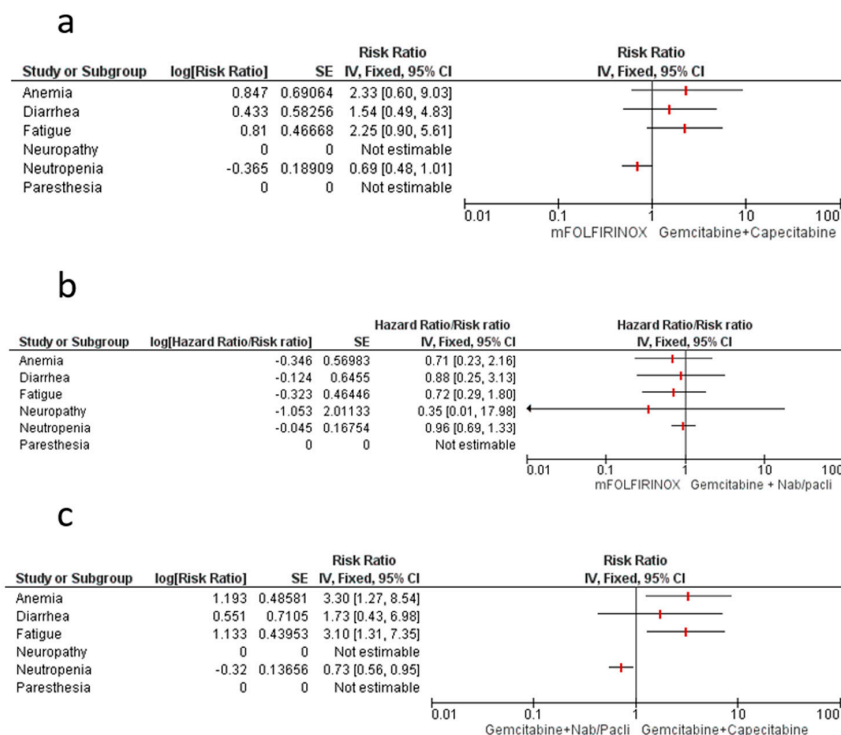 a
Risk Ratio Risk Ratio
Study or Subgroup log[Risk Ratio] SE IV, Fixed, 95% CI IV, Fixed, 95% CI
Anemia 0.847 0.69064 2.33 [0.60, 9.03]
Diarrhea 0.433 0.58256 1.54 [0.49, 4.83]
Fatigue 0.81 0.46668 2.25 [0.90, 5.61]
Neuropathy 0 0 Not estimable
Neutropenia -0.365 0.18909 0.69 [0.48, 1.01]
Paresthesia 0 0 Not estimable
0.01 0.1 1 10 100
mFOLFIRINOX Gemcitabine+Capecitabine
b
Hazard Ratio/Risk ratio Hazard Ratio/Risk ratio
Study or Subgroup log[Hazard Ratio/Risk ratio] SE IV, Fixed, 95% CI IV, Fixed, 95% CI
Anemia -0.346 0.56983 0.71 [0.23, 2.16]
Diarrhea -0.124 0.6455 0.88 [0.25, 3.13]
Fatigue -0.323 0.46446 0.72 [0.29, 1.80]
Neuropathy -1.053 2.01133 0.35 [0.01, 17.98]
Neutropenia -0.045 0.16754 0.96 [0.69, 1.33]
Paresthesia 0 0 Not estimable
0.01 0.1 1 10 100
mFOLFIRINOX Gemcitabine + Nab/pacli
c
Risk Ratio Risk Ratio
Study or Subgroup log[Risk Ratio] SE IV, Fixed, 95% CI IV, Fixed, 95% CI
Anemia 1.193 0.48581 3.30 [1.27, 8.54]
Diarrhea 0.551 0.7105 1.73 [0.43, 6.98]
Fatigue 1.133 0.43953 3.10 [1.31, 7.35]
Neuropathy 0 0 Not estimable
Neutropenia -0.32 0.13656 0.73 [0.56, 0.95]
Paresthesia 0 0 Not estimable
0.01 0.1 1 10 100
Gemcitabine+Nab/Pacli Gemcitabine+Capecitabine